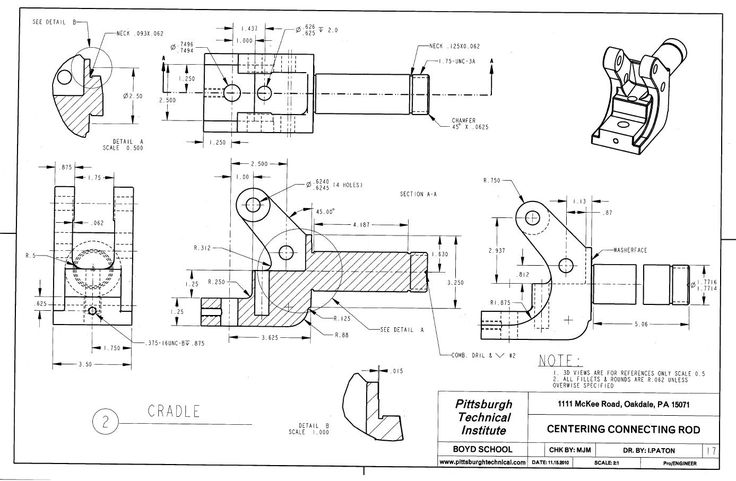 SEE DETAIL B
NECK .093X.062
Ø2.50
DETAIL A
SCALE 0.500
Ø .7496
.7494
1.437
1.000
Ø .626
.625 ↧ 2.0
NECK .125X0.062
1.75-UNC-3A
A
A
1.250
2.500
1.250
CHAMFER
45° X .0625
.875
1.75
.062
R.5
.625
.375-16UNC-B↧.875
1.750
3.50
2.500
1.00
Ø .6240
.6245 (4 HOLES)
SECTION A-A
45.00°
4.187
R.312
R.250
1.25
1.25
1.630
3.250
R.125
R.88
3.625
SEE DETAIL A
COMB. DRILL & ⌵ #2
R.750
1.13
.87
2.937
.812
WASHERFACE
R1.875
Ø 1.7716
1.7714
5.06
2 CRADLE
.015
DETAIL B
SCALE 1.000
NOTE:
1. 3D VIEWS ARE FOR REFERENCES ONLY SCALE 0.5
2. ALL FILLETS & ROUNDS ARE R.062 UNLESS
OTHERWISE SPECIFIED
Pittsburgh
Technical
Institute
1111 McKee Road, Oakdale, PA 15071
CENTERING CONNECTING ROD
BOYD SCHOOL
CHK BY: MJM
DR. BY: I.PATON
17
www.pittsburghtechnical.com
DATE: 11.15.2010
SCALE: 2:1
Pro/ENGINEER